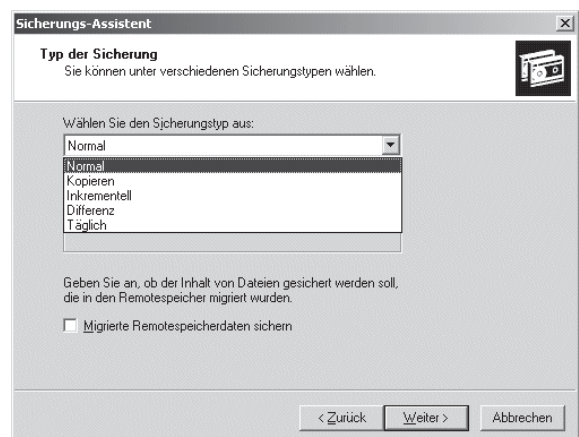 Sicherungs-Assistent
Typ der Sicherung
Sie können unter verschiedenen Sicherungstypen wählen.
Wählen Sie den Sicherungstyp aus:
Normal
Normal
Kopieren
Inkrementell
Differenz
Täglich
Geben Sie an, ob der Inhalt von Dateien gesichert werden soll,
die in den Remotespeicher migriert wurden.
Migrierte Remotespeicherdaten sichern
< Zurück Weiter > Abbrechen